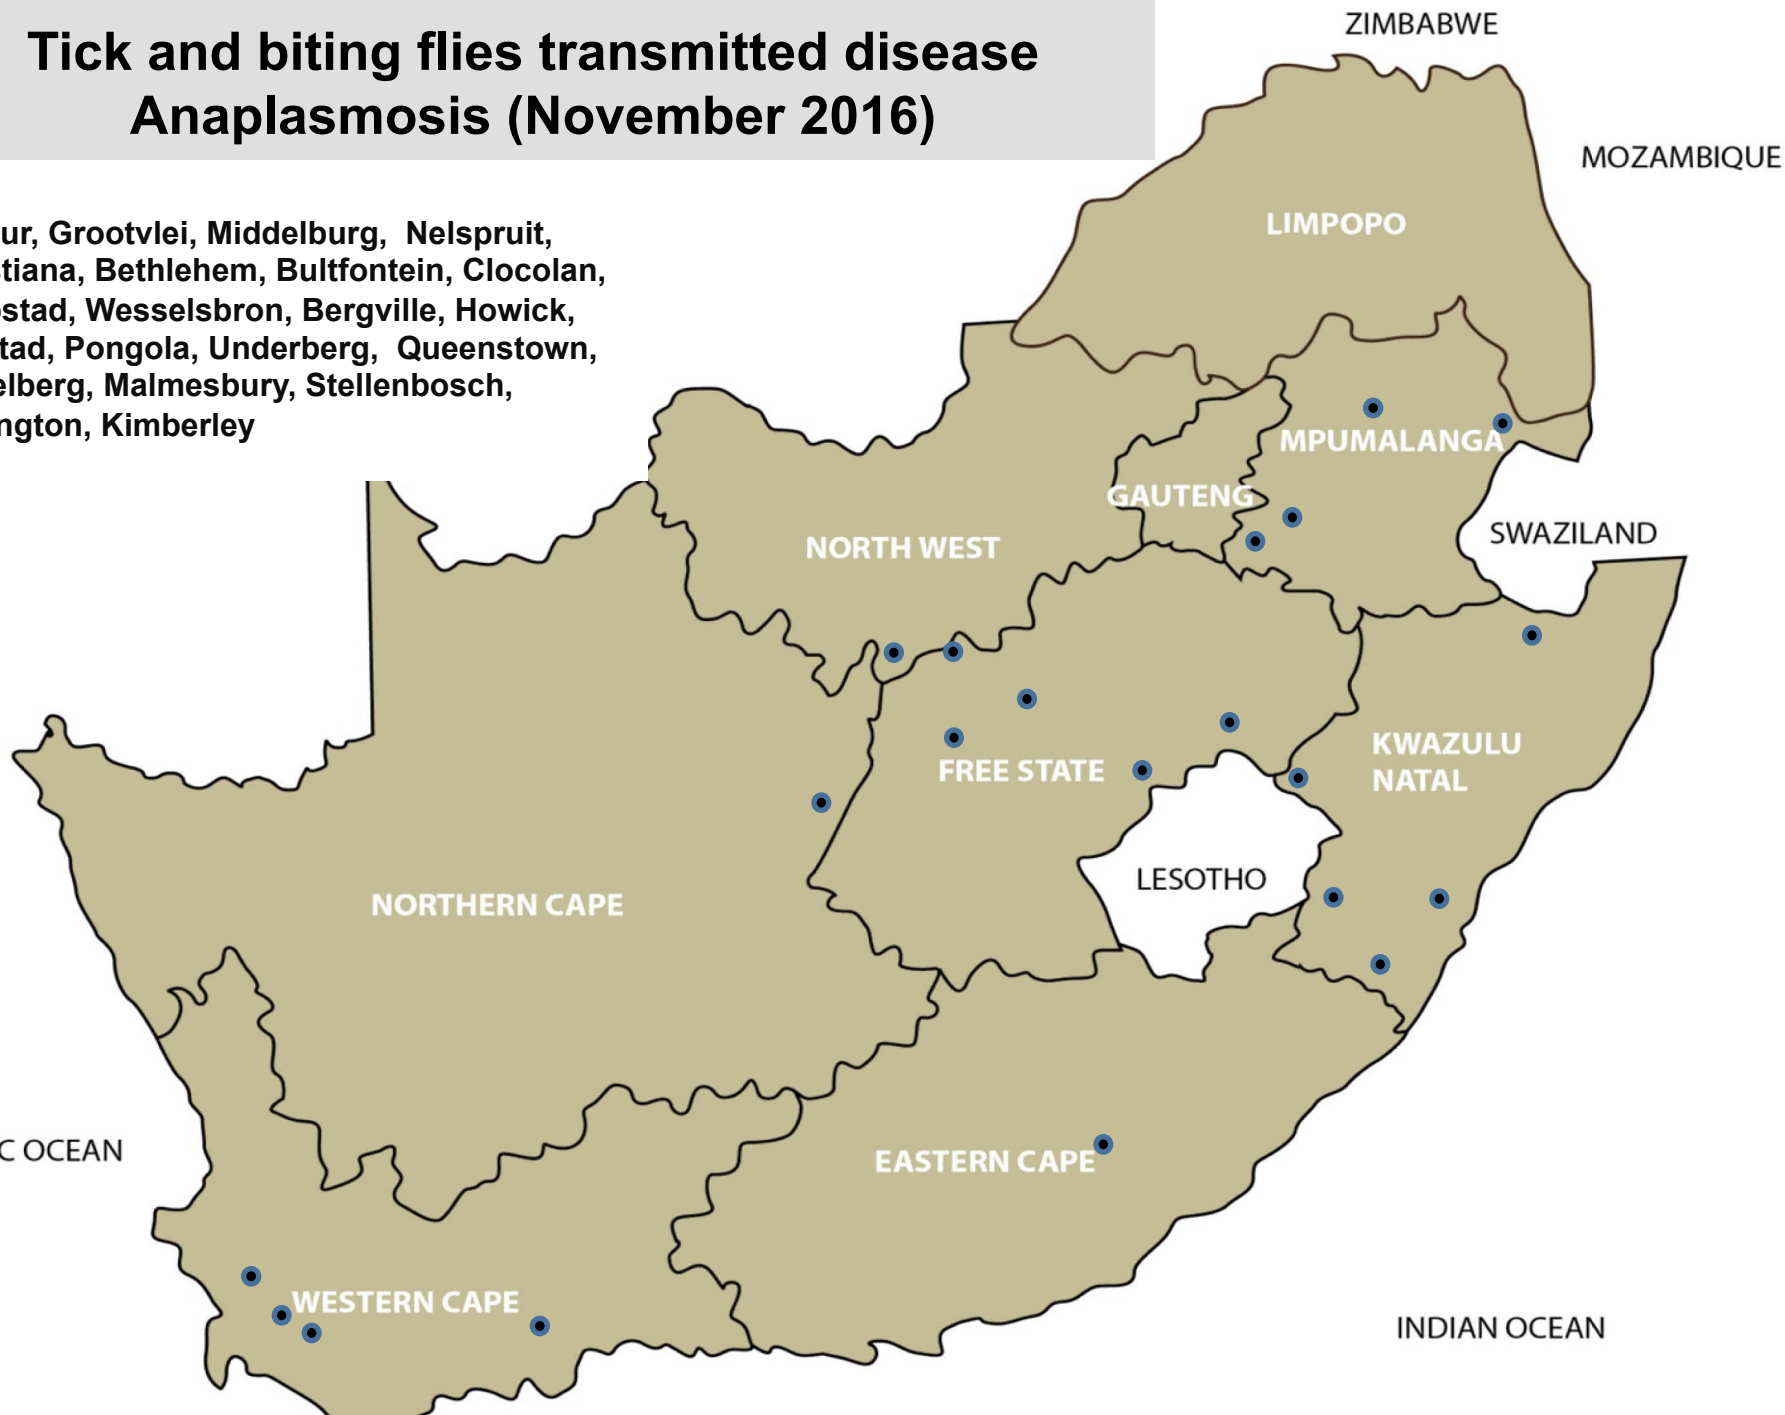 Tick and biting flies transmitted disease
Anaplasmosis (November 2016)
ZIMBABWE
MOZAMBIQUE
ur, Grootvlei, Middelburg, Nelspruit,
tiana, Bethlehem, Bultfontein, Clocolan,
stad, Wesselsbron, Bergville, Howick,
tad, Pongola, Underberg, Queenstown,
elberg, Malmesbury, Stellenbosch,
ngton, Kimberley
LIMPOPO
MPUMALANGA
GAUTENG
NORTH WEST
SWAZILAND
KWAZULU
NATAL
FREE STATE
LESOTHO
NORTHERN CAPE
C OCEAN
EASTERN CAPE
WESTERN CAPE
INDIAN OCEAN